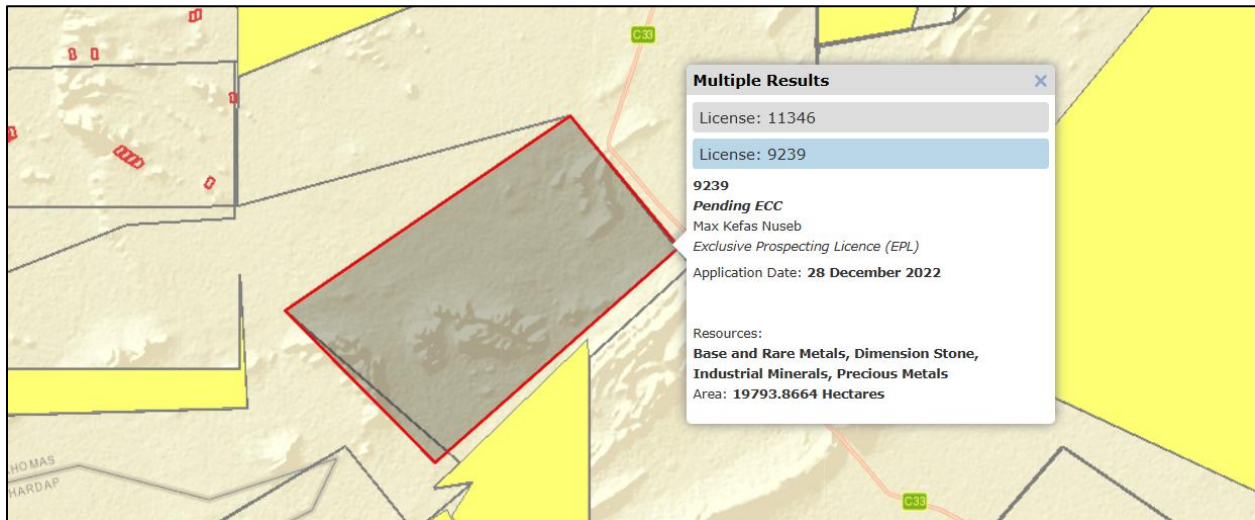 C33
Multiple Results
License: 11346
License: 9239
9239
Pending ECC
Max Kefas Nuseb
Exclusive Prospecting Licence (EPL)
Application Date: 28 December 2022
Resources:
Base and Rare Metals, Dimension Stone,
Industrial Minerals, Precious Metals
Area: 19793.8664 Hectares
HARDAP
C33